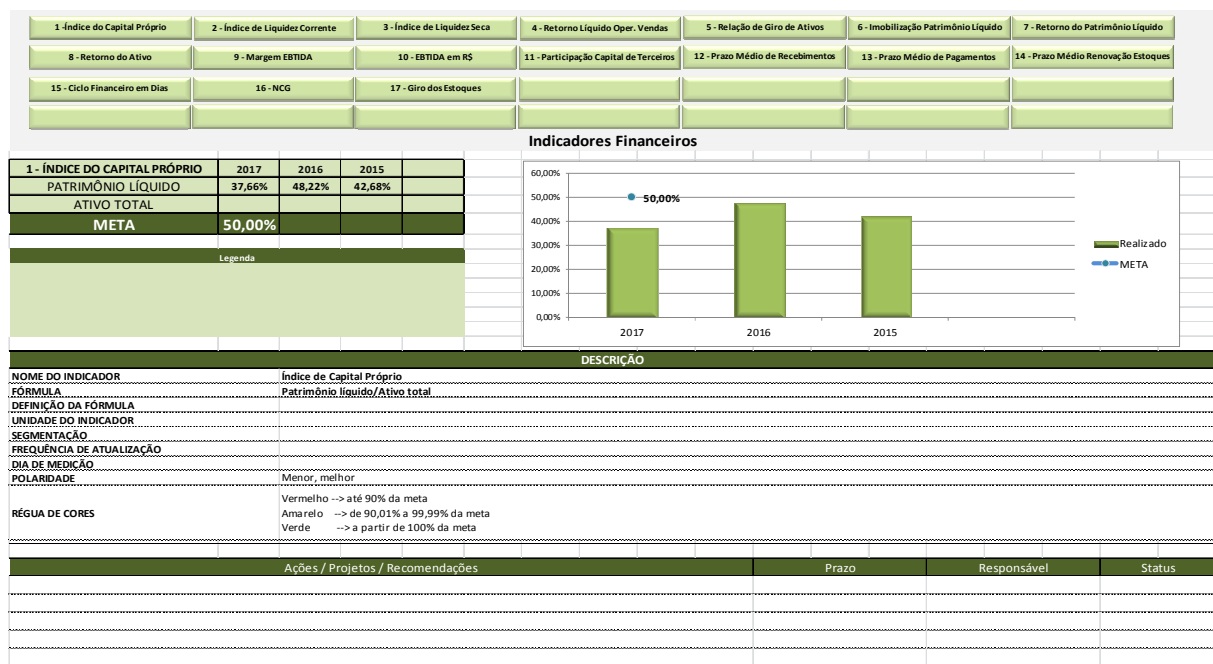 1 -Índice do Capital Próprio
2 - Índice de Liquidez Corrente
3 - Índice de Liquidez Seca
4 - Retorno Líquido Oper. Vendas
5 - Relação de Giro de Ativos
6 - Imobilização Patrimônio Líquido
7 - Retorno do Patrimônio Líquido
8 - Retorno do Ativo
9 - Margem EBTIDA
10 - EBTIDA em R$
11 - Participação Capital de Terceiros
12 - Prazo Médio de Recebimentos
13 - Prazo Médio de Pagamentos
14 - Prazo Médio Renovação Estoques
15 - Ciclo Financeiro em Dias
16 - NCG
17 - Giro dos Estoques
Indicadores Financeiros
1 - ÍNDICE DO CAPITAL PRÓPRIO 2017 2016 2015
PATRIMÔNIO LÍQUIDO 37,66% 48,22% 42,68%
ATIVO TOTAL
META 50,00%
Legenda
60,00%
50,00%
40,00%
30,00%
20,00%
10,00%
0,00%
50,00%
2017 2016 2015
Realizado
META
DESCRIÇÃO
NOME DO INDICADOR Índice de Capital Próprio
FÓRMULA Patrimônio líquido/Ativo total
DEFINIÇÃO DA FÓRMULA
UNIDADE DO INDICADOR
SEGMENTAÇÃO
FREQUÊNCIA DE ATUALIZAÇÃO
DIA DE MEDIÇÃO
POLARIDADE Menor, melhor
RÉGUA DE CORES
Vermelho --> até 90% da meta
Amarelo --> de 90,01% a 99,99% da meta
Verde --> a partir de 100% da meta
Ações / Projetos / Recomendações Prazo Responsável Status